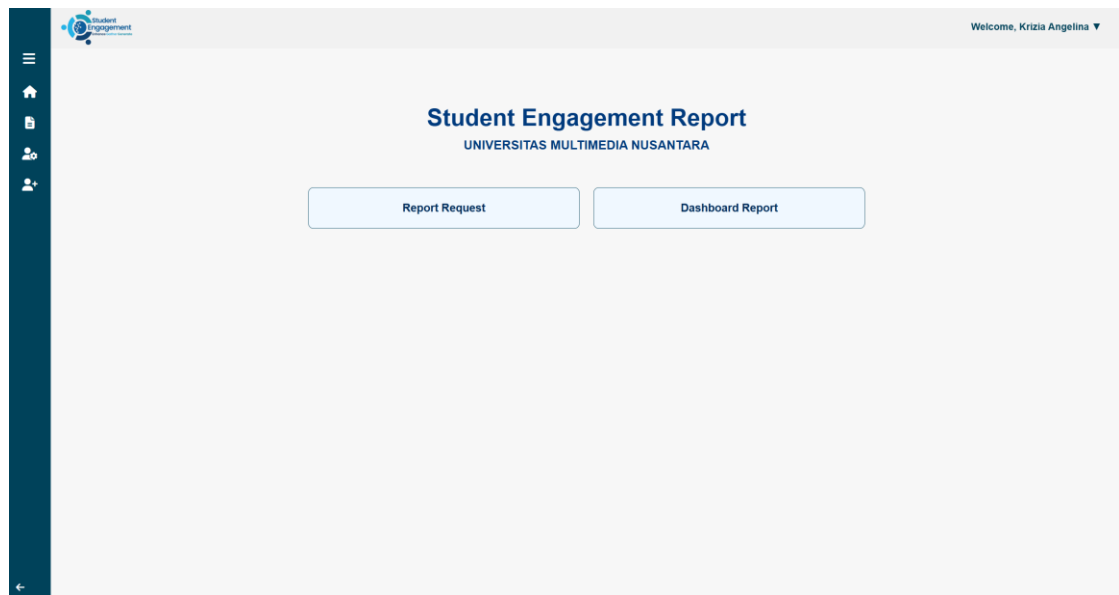 Student
Engagement
Welcome, Krizia Angelina ▼
Student Engagement Report
UNIVERSITAS MULTIMEDIA NUSANTARA
Report Request
Dashboard Report